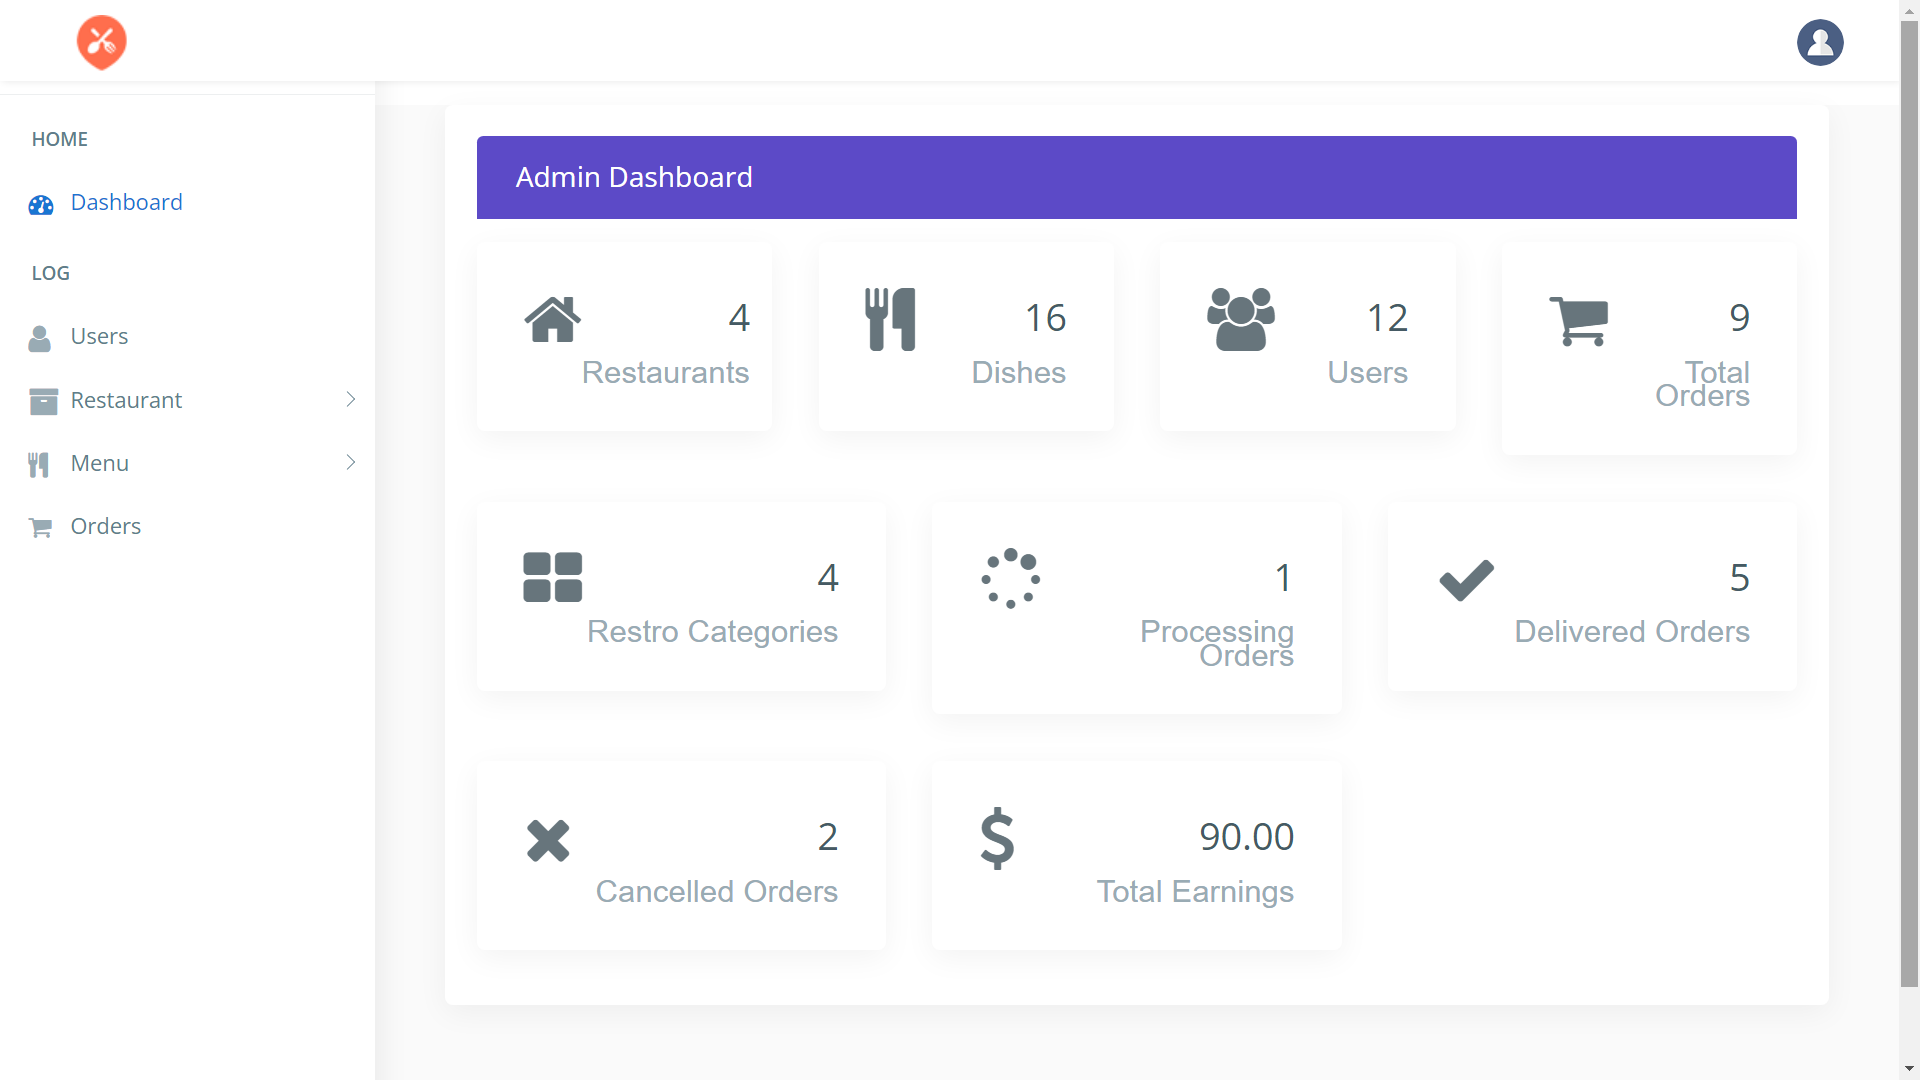 HOME
Dashboard
LOG
Users
Restaurant
Menu
Orders
Admin Dashboard
4
Restaurants
16
Dishes
12
Users
9
Total
Orders
4
Restro Categories
1
Processing
Orders
5
Delivered Orders
2
Cancelled Orders
90.00
Total Earnings